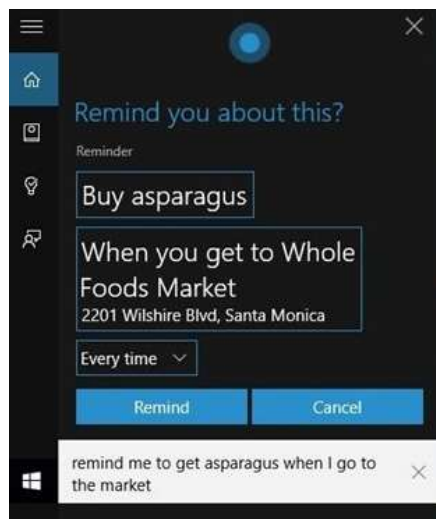 Remind you about this?
Reminder
Buy asparagus
When you get to Whole
Foods Market
2201 Wilshire Blvd, Santa Monica
Every time
Remind Cancel
remind me to get asparagus when I go to
the market